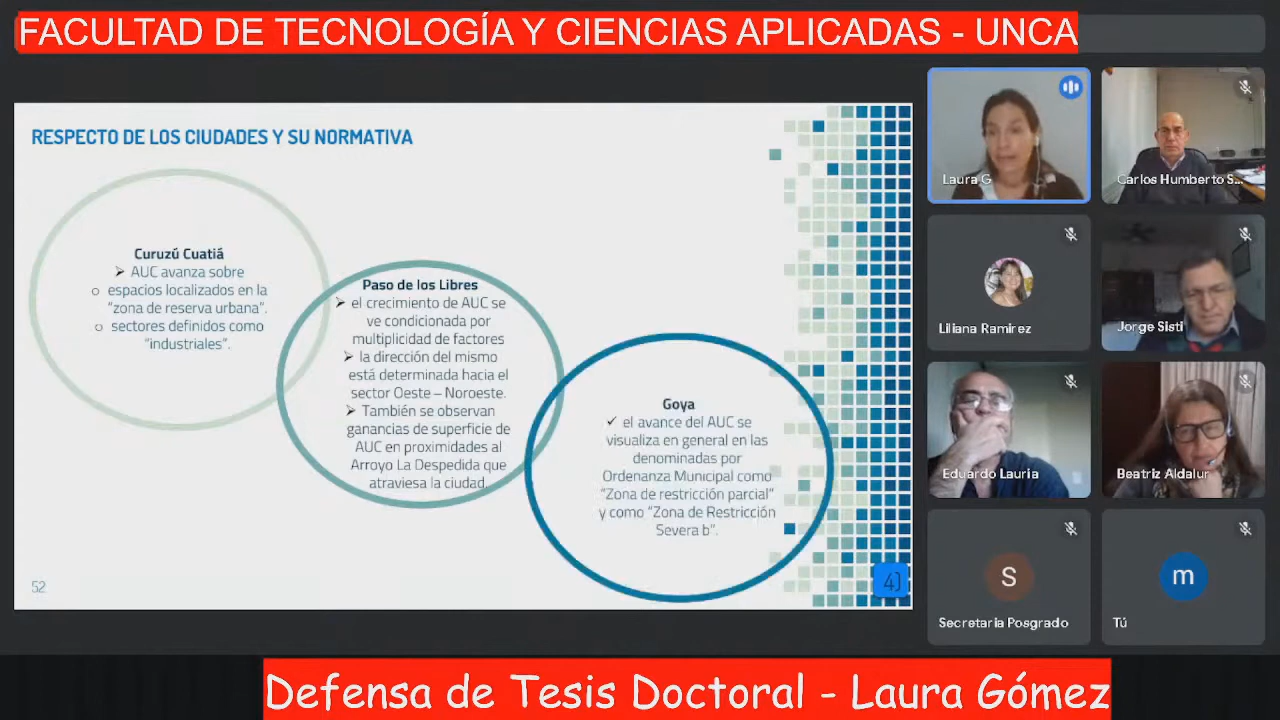 FACULTAD DE TECNOLOGÍA Y CIENCIAS APLICADAS - UNCA
RESPECTO DE LOS CIUDADES Y SU NORMATIVA
Curuzú Cuatiá
➤ AUC avanza sobre
o espacios localizados en la
"zona de reserva urbana".
o sectores definidos como
"industriales".
Paso de los Libres
➤ el crecimiento de AUC se
ve condicionada por
multiplicidad de factores
➤ la dirección del mismo
está determinada hacia el
sector Oeste – Noroeste.
➤ También se observan
ganancias de superficie de
AUC en proximidades al
Arroyo La Despedida que
atraviesa la ciudad
Goya
✓ el avance del AUC se
visualiza en general en las
denominadas por
Ordenanza Municipal como
"Zona de restricción parcial"
y como "Zona de Restricción
Severa b".
52
4)
Laura G
Carlos Humberto S...
Liliana Ramirez
Jorge Sisti
Eduardo Lauría
Beatriz Aldalur
S
Secretaria Posgrado
m
Tú
Defensa de Tesis Doctoral - Laura Gómez